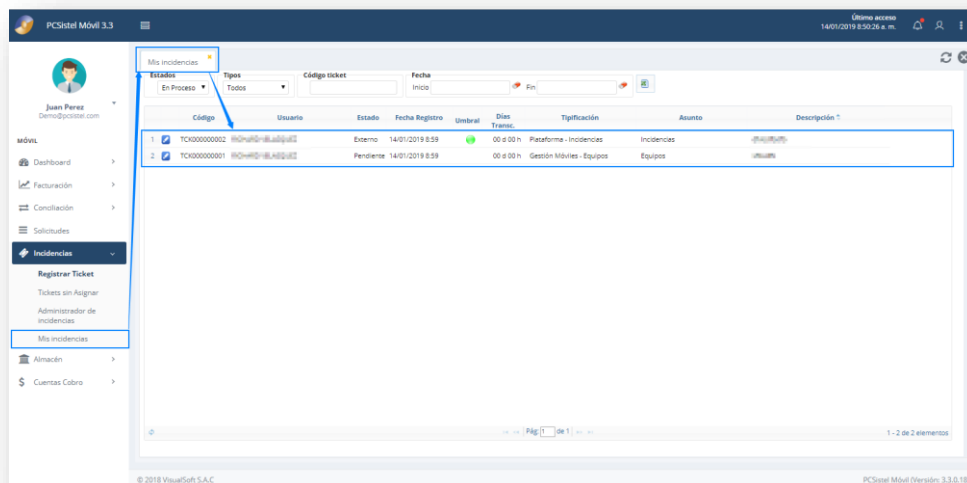 PCSistel Móvil 3.3
Último acceso
14/01/2019 8:50:26 a. m.
Juan Perez
Demo@pcsistel.com
MÓVIL
Dashboard
Facturación
Conciliación
Solicitudes
Incidencias
Registrar Ticket
Tickets sin Asignar
Administrador de
incidencias
Mis incidencias
Almacén
$ Cuentas Cobro
Mis incidencias
Estados Tipos Código ticket Fecha
En Proceso Todos Inicio Fin
Código Usuario Estado Fecha Registro Umbral Días Transc. Tipificación Asunto Descripción
1 TCK000000002 Externo 14/01/2019 8:59 00 d 00 h Plataforma - Incidencias Incidencias
2 TCK000000001 Pendiente 14/01/2019 8:59 00 d 00 h Gestión Móviles - Equipos Equipos
Pág. 1 de 1
1 - 2 de 2 elementos
© 2018 VisualSoft S.A.C
PCSistel Móvil (Versión: 3.3.0.18